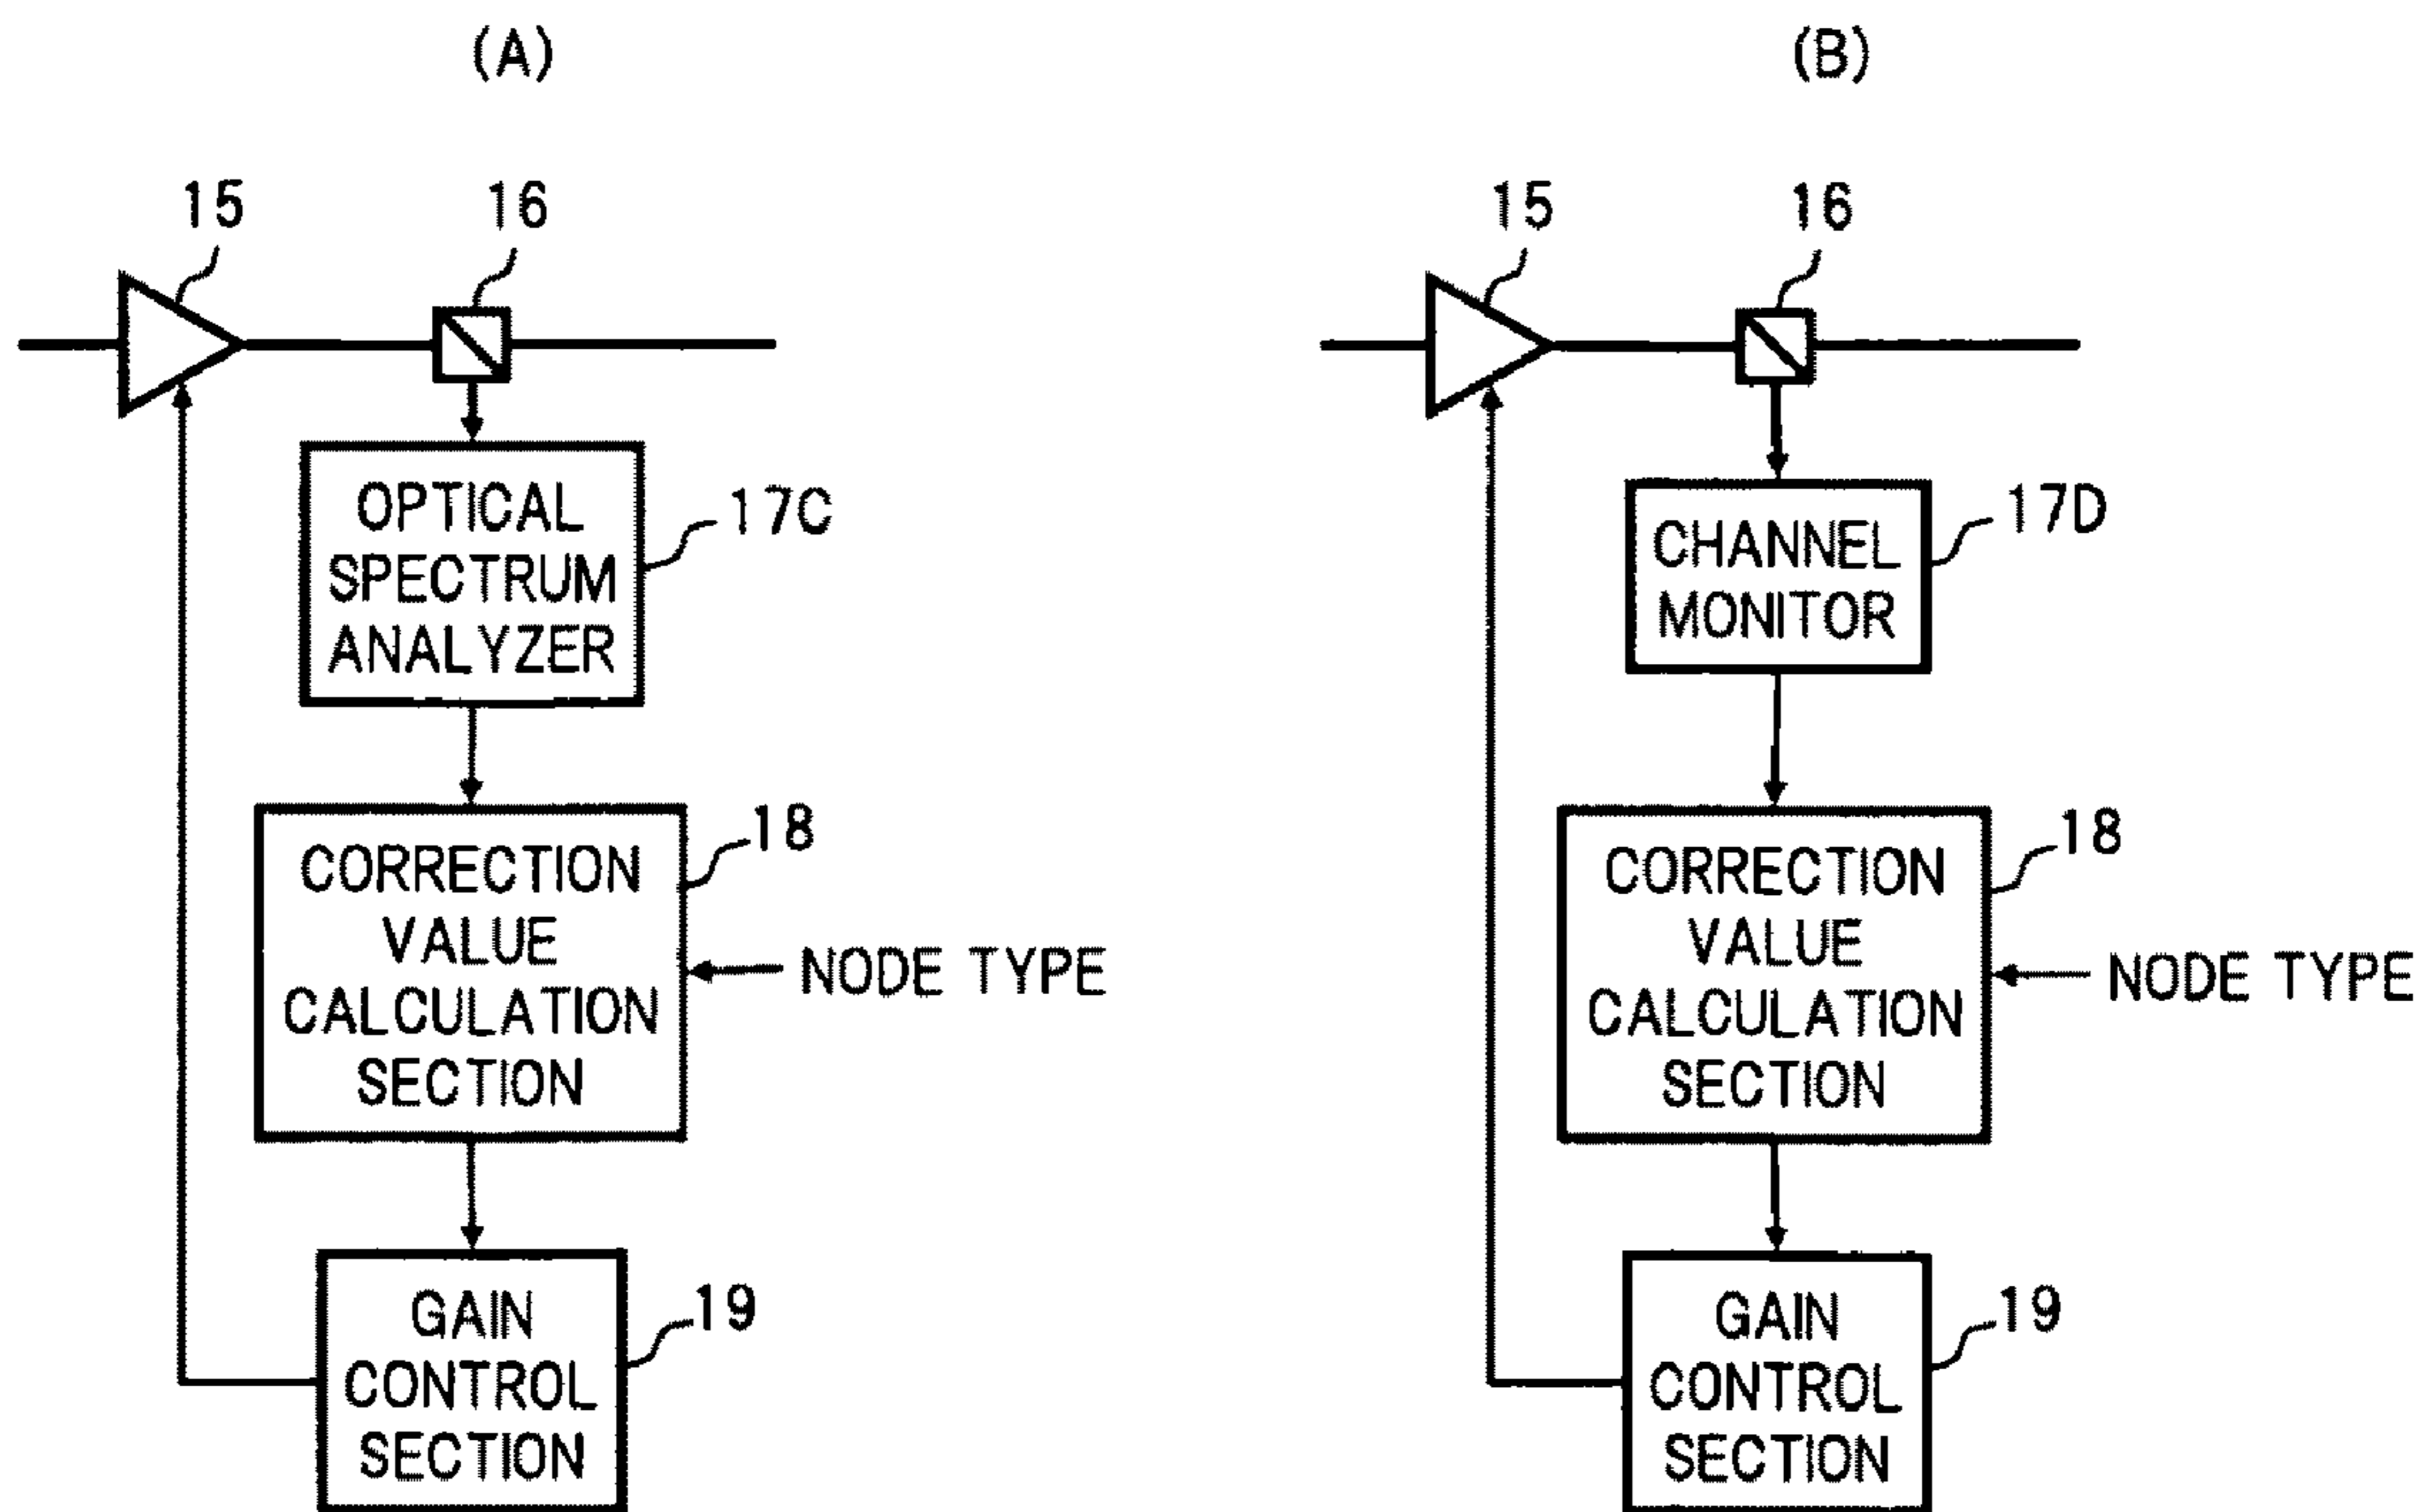 (A)
15
16
OPTICAL
SPECTRUM
ANALYZER
17C
CORRECTION
VALUE
CALCULATION
SECTION
18
NODE TYPE
GAIN
CONTROL
SECTION
19
(B)
15
16
CHANNEL
MONITOR
17D
CORRECTION
VALUE
CALCULATION
SECTION
18
NODE TYPE
GAIN
CONTROL
SECTION
19